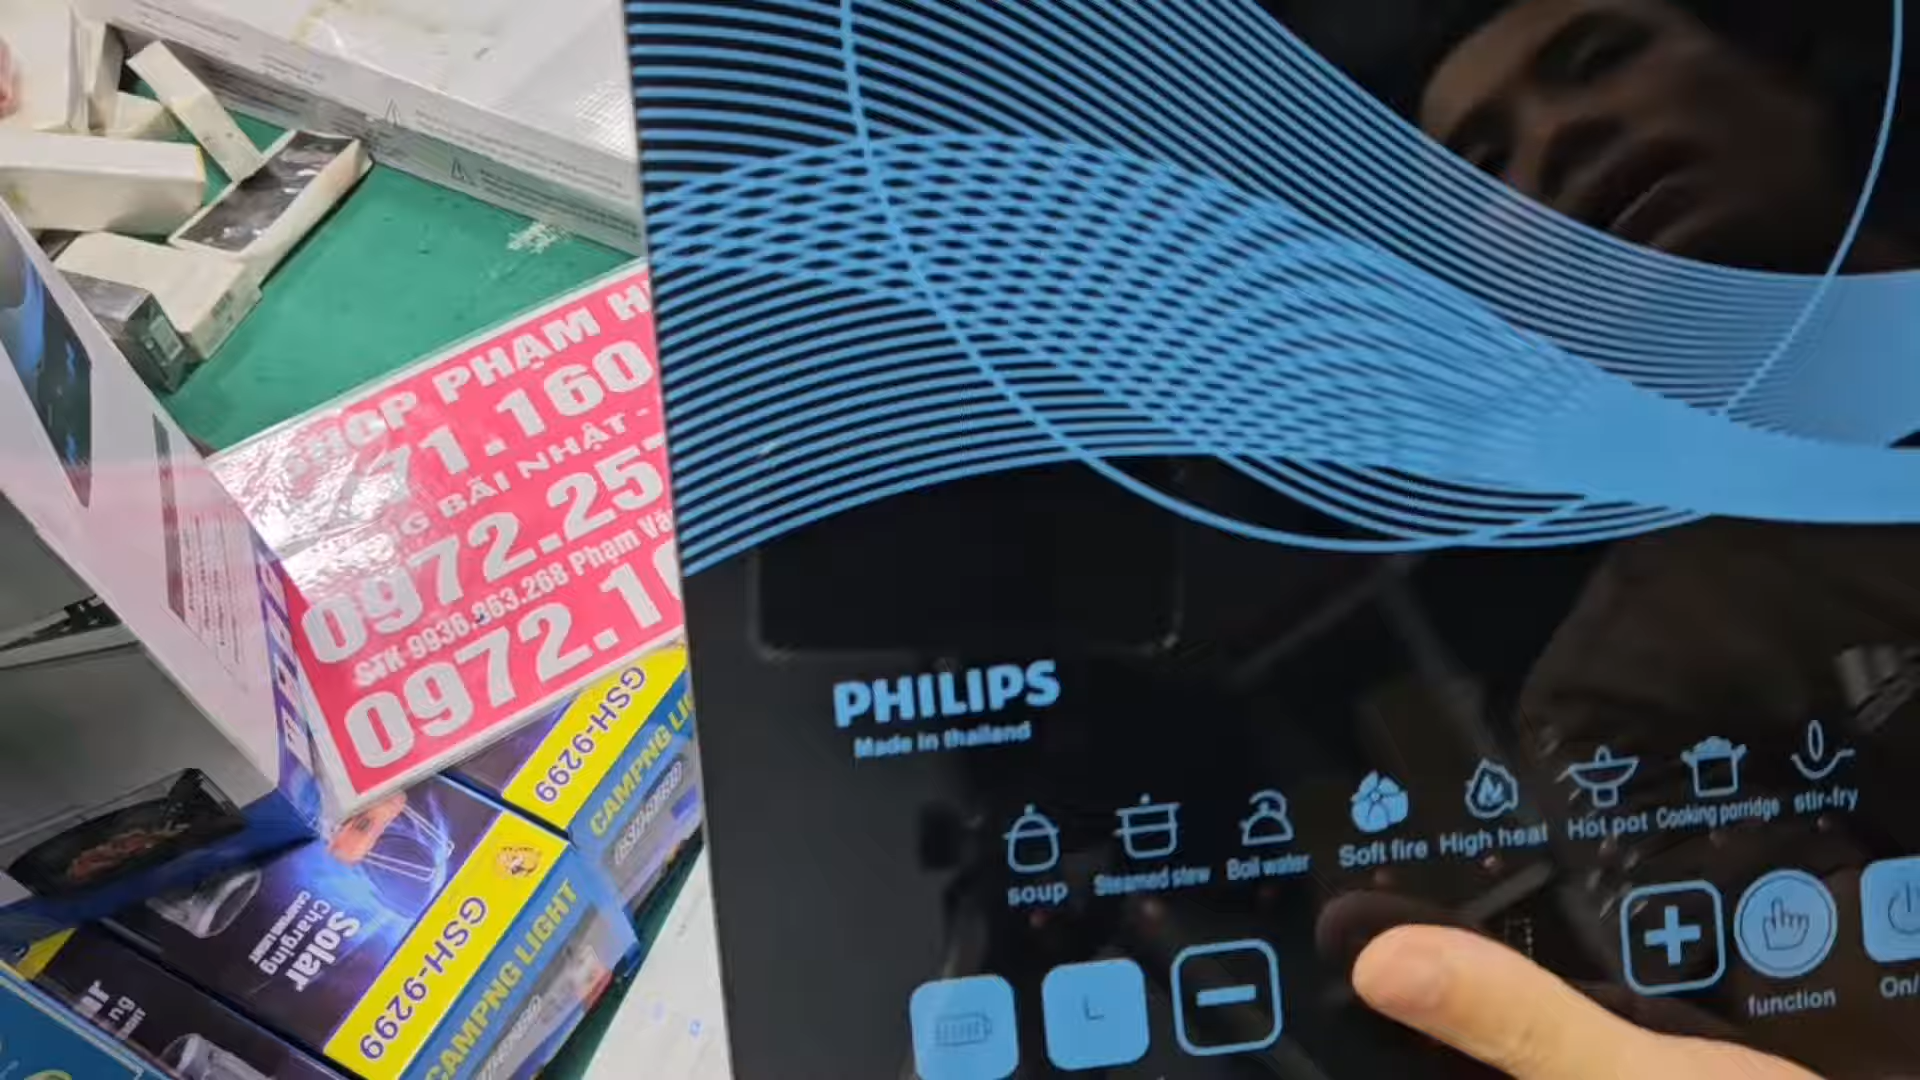 SHOP PHẠM H
71.160
BÃI NHẬT -
0972.25
STK 9936.863.268 Phạm Vă
0972.1
GSH-9299
CAMPNG LI
Solar
Charging
CAMPING LIGHT
GSH-9299
CAMPNG LIGHT
PHILIPS
Made in thailand
soup
Steamed stew
Boil water
Soft fire
High heat
Hot pot
Cooking porridge
stir-fry
L
function
On/